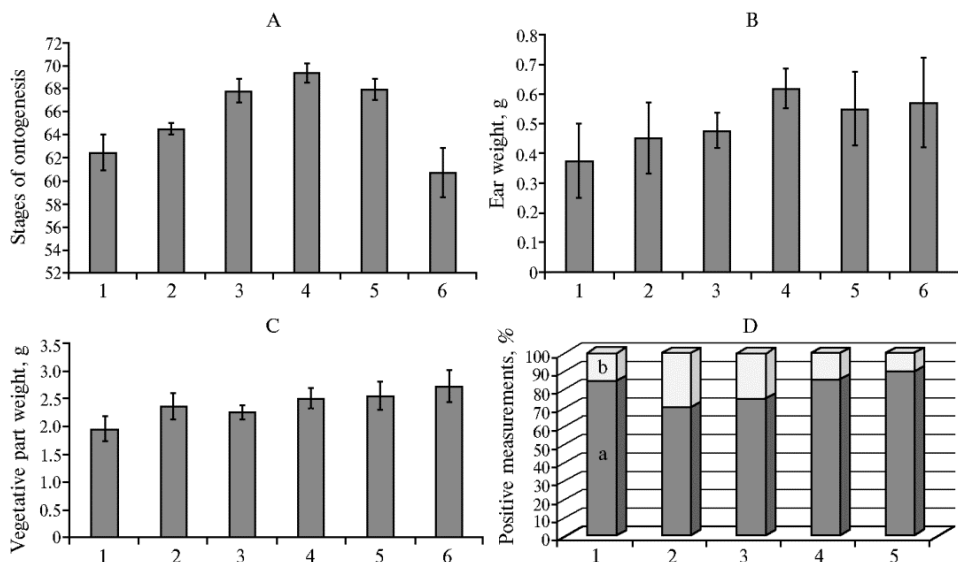 A
Stages of ontogenesis
72
70
68
66
64
62
60
58
56
54
52
1 2 3 4 5 6
B
Ear weight, g
0.8
0.7
0.6
0.5
0.4
0.3
0.2
0.1
0
1 2 3 4 5 6
C
Vegetative part weight, g
3.5
3.0
2.5
2.0
1.5
1.0
0.5
0
1 2 3 4 5 6
D
Positive measurements, %
100
90
80
70
60
50
40
30
20
10
0
b
a
1 2 3 4 5